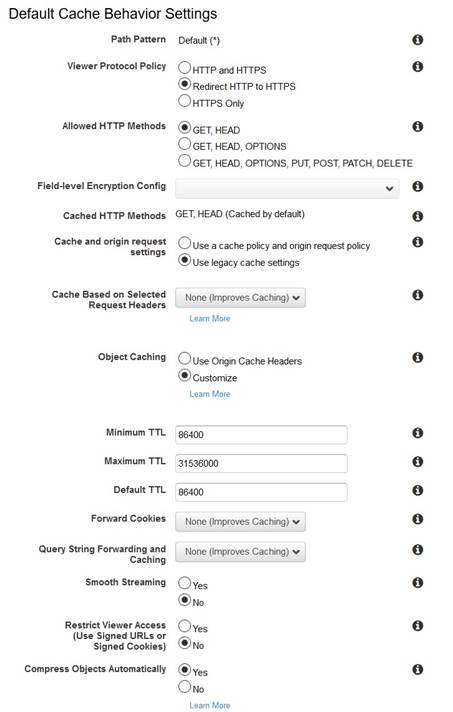 Default Cache Behavior Settings
Path Pattern Default (*)
Viewer Protocol Policy HTTP and HTTPS
Redirect HTTP to HTTPS
HTTPS Only
Allowed HTTP Methods GET, HEAD
GET, HEAD, OPTIONS
GET, HEAD, OPTIONS, PUT, POST, PATCH, DELETE
Field-level Encryption Config
Cached HTTP Methods GET, HEAD (Cached by default)
Cache and origin request settings Use a cache policy and origin request policy
Use legacy cache settings
Cache Based on Selected Request Headers None (Improves Caching)
Learn More
Object Caching Use Origin Cache Headers
Customize
Learn More
Minimum TTL 86400
Maximum TTL 31536000
Default TTL 86400
Forward Cookies None (Improves Caching)
Query String Forwarding and Caching None (Improves Caching)
Smooth Streaming Yes
No
Restrict Viewer Access (Use Signed URLs or Signed Cookies) Yes
No
Compress Objects Automatically Yes
No
Learn More